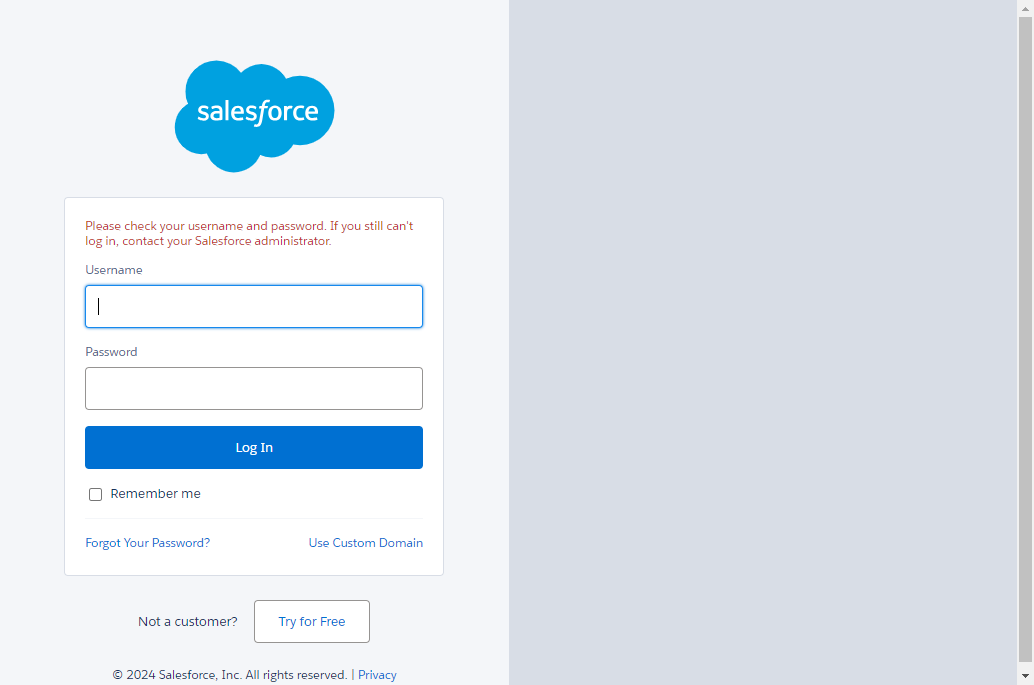 salesforce
Please check your username and password. If you still can't
log in, contact your Salesforce administrator.
Username
Password
Log In
Remember me
Forgot Your Password? Use Custom Domain
Not a customer? Try for Free
© 2024 Salesforce, Inc. All rights reserved. | Privacy